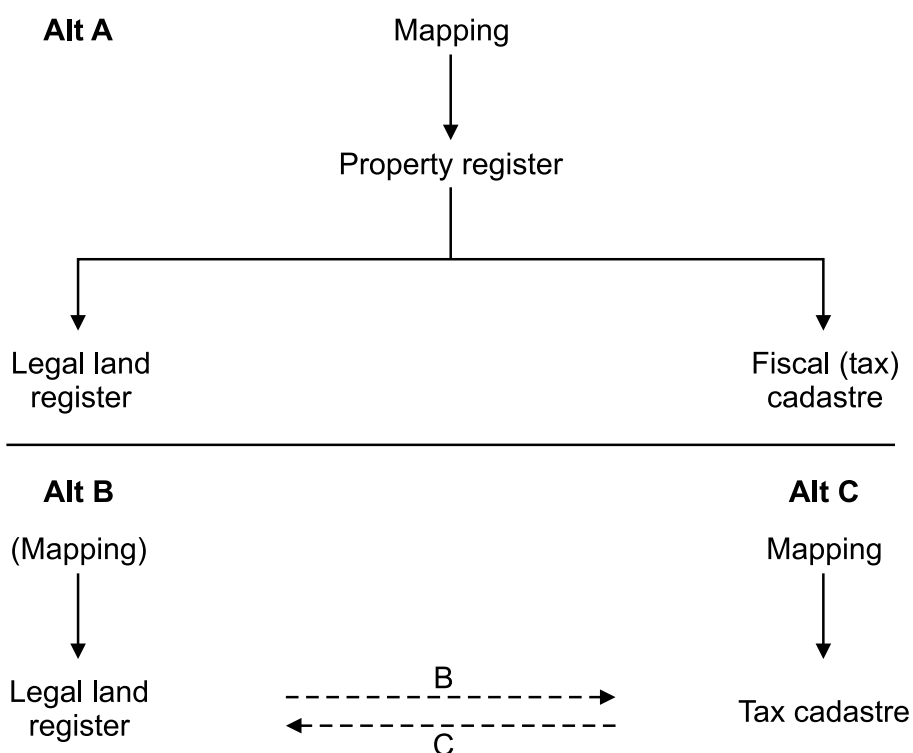 Alt A
Mapping
Property register
Legal land
register
Fiscal (tax)
cadastre
Alt B
Alt C
(Mapping)
Mapping
Legal land
register
B
C
Tax cadastre